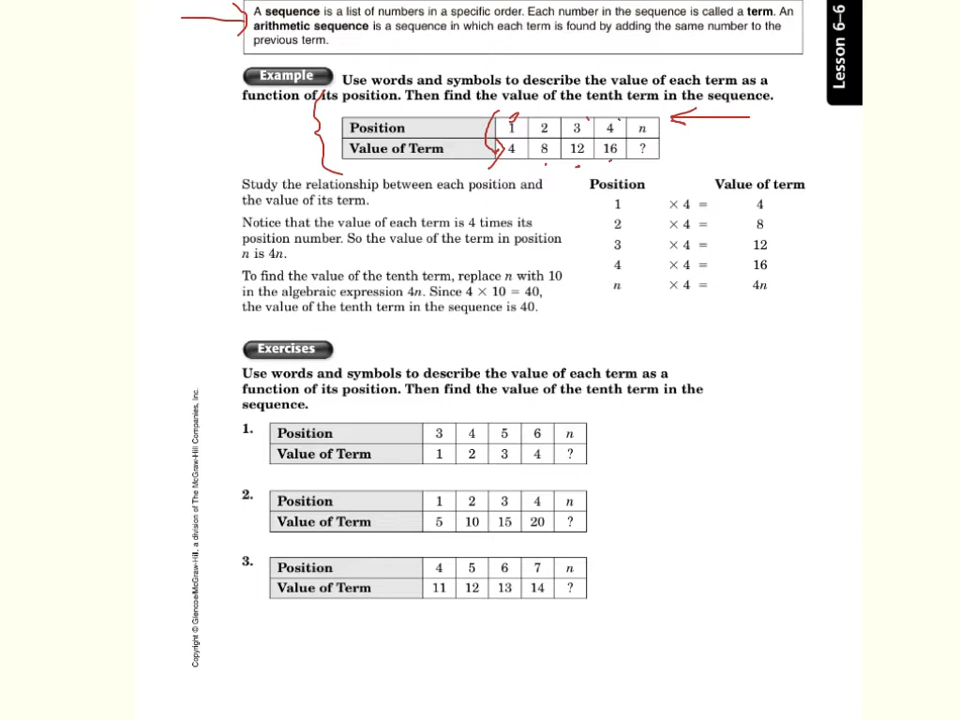 A sequence is a list of numbers in a specific order. Each number in the sequence is called a term. An
arithmetic sequence is a sequence in which each term is found by adding the same number to the
previous term.
Lesson 6–6
Example Use words and symbols to describe the value of each term as a
function of its position. Then find the value of the tenth term in the sequence.
Position 1 2 3 4 n
Value of Term 4 8 12 16 ?
Study the relationship between each position and
the value of its term.
Notice that the value of each term is 4 times its
position number. So the value of the term in position
n is 4n.
To find the value of the tenth term, replace n with 10
in the algebraic expression 4n. Since 4 × 10 = 40,
the value of the tenth term in the sequence is 40.
Position Value of term
1 × 4 = 4
2 × 4 = 8
3 × 4 = 12
4 × 4 = 16
n × 4 = 4n
Exercises
Use words and symbols to describe the value of each term as a
function of its position. Then find the value of the tenth term in the
sequence.
1. Position 3 4 5 6 n
Value of Term 1 2 3 4 ?
2. Position 1 2 3 4 n
Value of Term 5 10 15 20 ?
3. Position 4 5 6 7 n
Value of Term 11 12 13 14 ?
Copyright © Glencoe/McGraw-Hill, a division of The McGraw-Hill Companies, Inc.